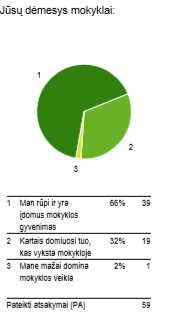 Jūsų dėmesys mokyklai:
1
2
3
1 Man rūpi ir yra 66% 39
įdomus mokyklos
gyvenimas
2 Kartais domiuosi tuo, 32% 19
kas vyksta mokykloje
3 Mane mažai domina 2% 1
mokyklos veikla
Pateikti atsakymai (PA) 59